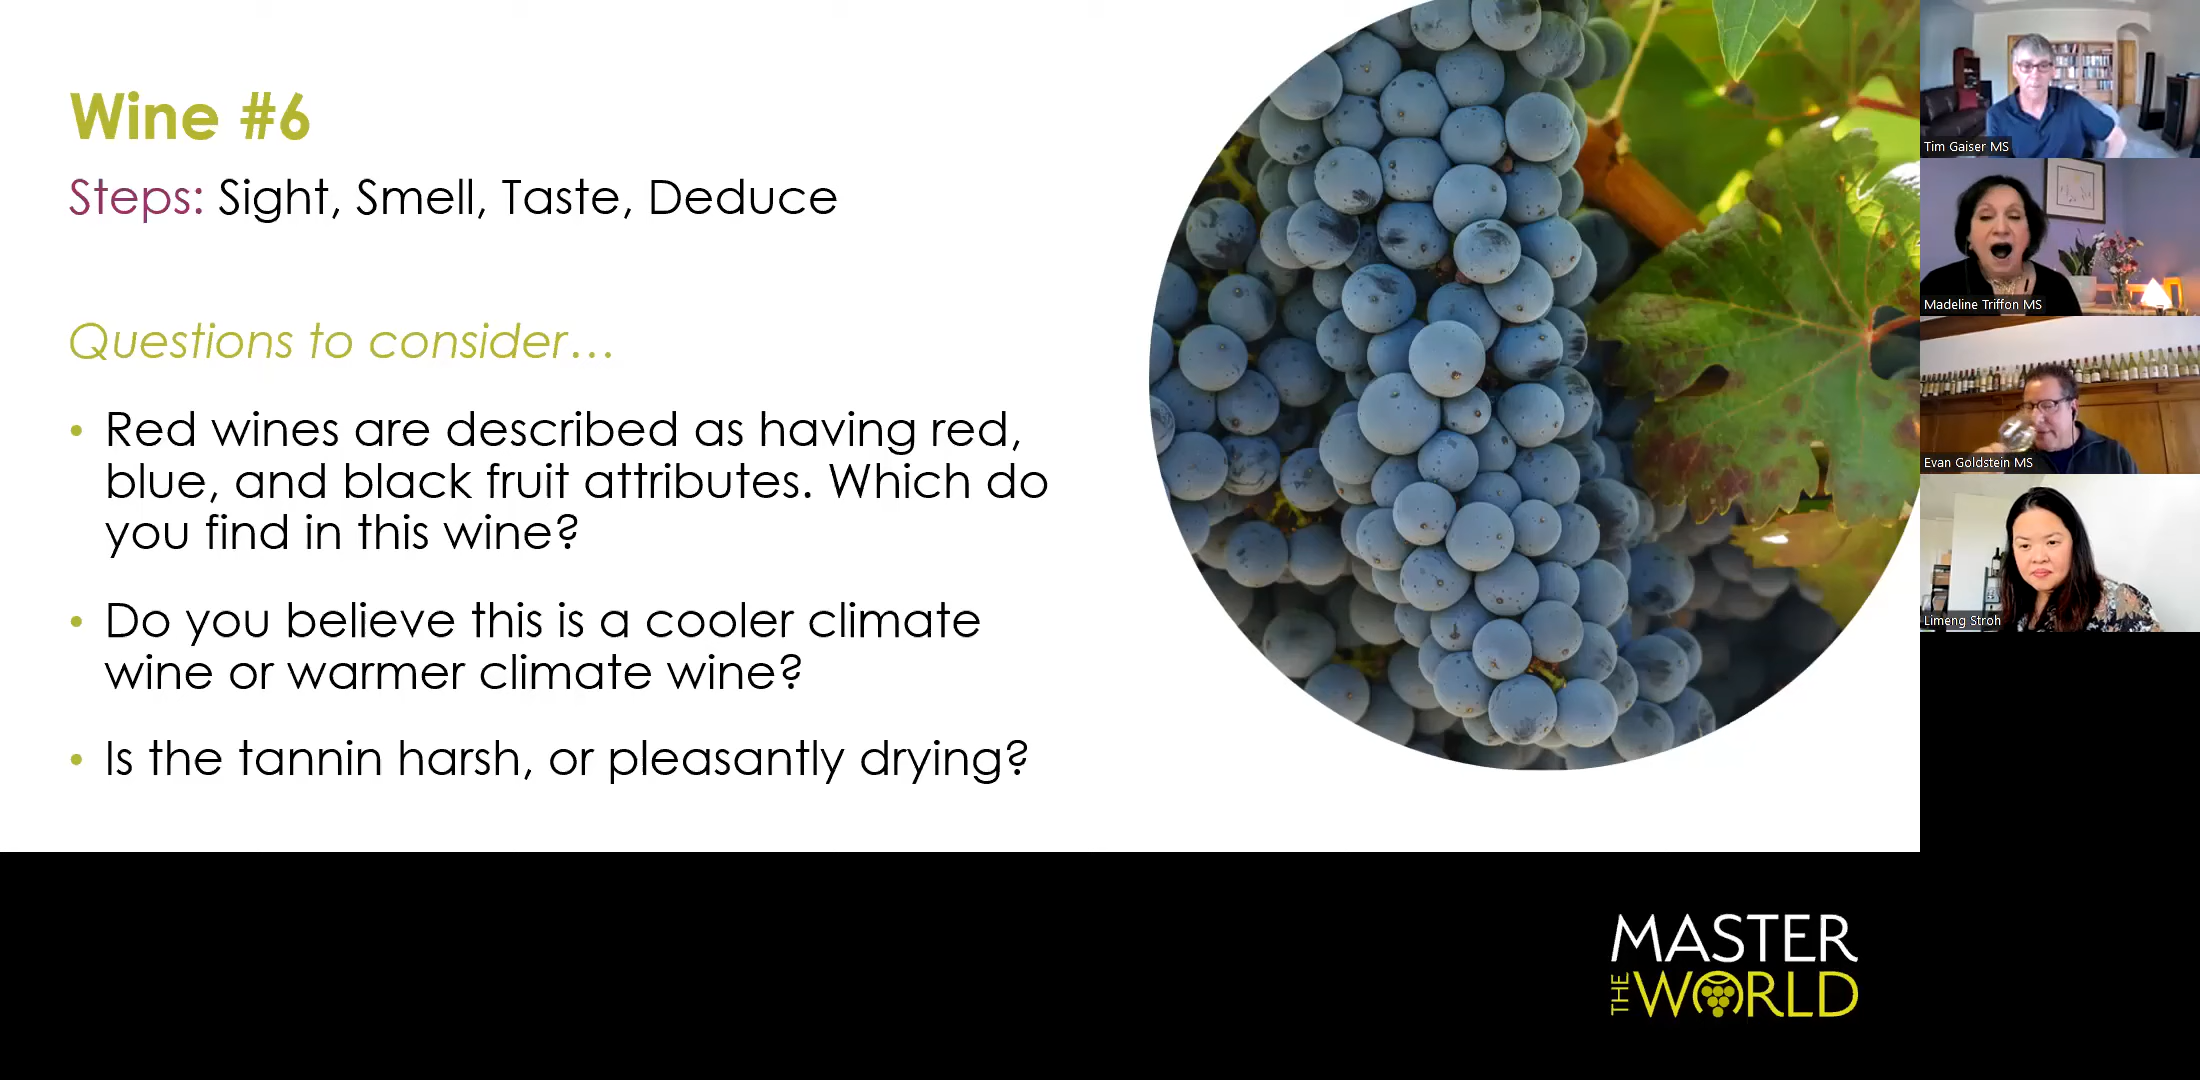 Wine #6
Steps: Sight, Smell, Taste, Deduce
Questions to consider...
• Red wines are described as having red,
blue, and black fruit attributes. Which do
you find in this wine?
• Do you believe this is a cooler climate
wine or warmer climate wine?
• Is the tannin harsh, or pleasantly drying?
Tim Gaiser MS
Madeline Triffon MS
Evan Goldstein MS
Limeng Stroh
MASTER
THE WORLD